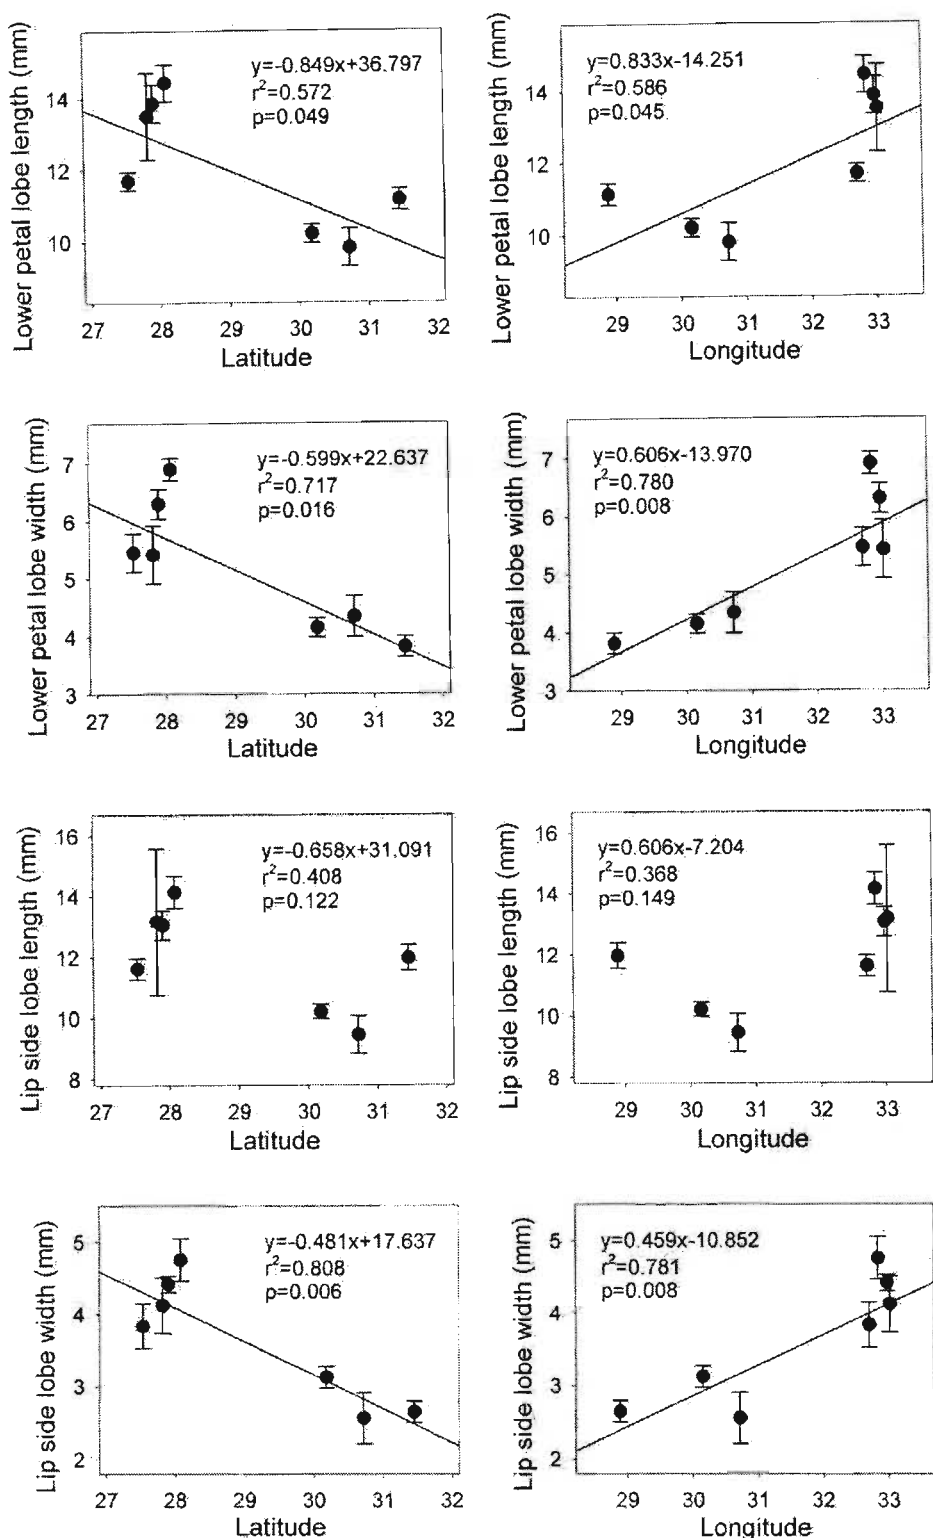 Lower petal lobe length (mm)
14
12
10
y=-0.849x+36.797
r²=0.572
p=0.049
27 28 29 30 31 32
Latitude
Lower petal lobe length (mm)
14
12
10
y=0.833x-14.251
r²=0.586
p=0.045
29 30 31 32 33
Longitude
Lower petal lobe width (mm)
7
6
5
4
3
y=-0.599x+22.637
r²=0.717
p=0.016
27 28 29 30 31 32
Latitude
Lower petal lobe width (mm)
7
6
5
4
3
y=0.606x-13.970
r²=0.780
p=0.008
29 30 31 32 33
Longitude
Lip side lobe length (mm)
16
14
12
10
8
y=-0.658x+31.091
r²=0.408
p=0.122
27 28 29 30 31 32
Latitude
Lip side lobe length (mm)
16
14
12
10
8
y=0.606x-7.204
r²=0.368
p=0.149
29 30 31 32 33
Longitude
Lip side lobe width (mm)
5
4
3
2
y=-0.481x+17.637
r²=0.808
p=0.006
27 28 29 30 31 32
Latitude
Lip side lobe width (mm)
5
4
3
2
y=0.459x-10.852
r²=0.781
p=0.008
29 30 31 32 33
Longitude